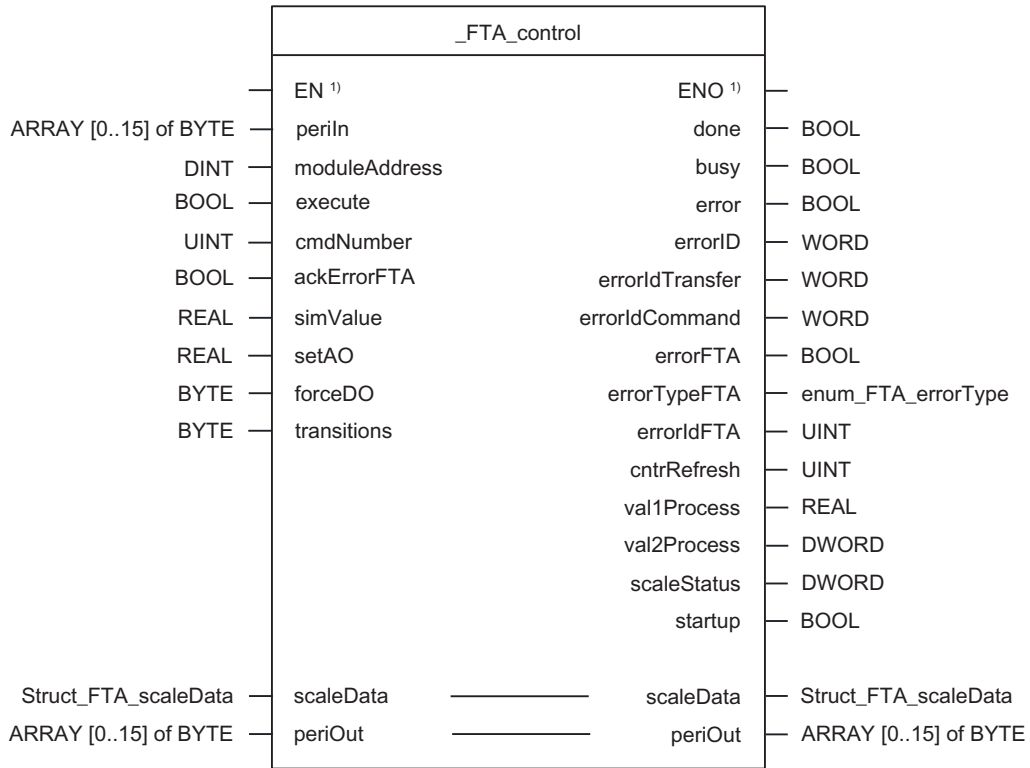 _FTA_control
EN 1) ENO 1)
ARRAY [0..15] of BYTE periIn done BOOL
DINT moduleAddress busy BOOL
BOOL execute error BOOL
UINT cmdNumber errorID WORD
BOOL ackErrorFTA errorIdTransfer WORD
REAL simValue errorIdCommand WORD
REAL setAO errorFTA BOOL
BYTE forceDO errorTypeFTA enum_FTA_errorType
BYTE transitions errorIdFTA UINT
cntrRefresh UINT
val1Process REAL
val2Process DWORD
scaleStatus DWORD
startup BOOL
Struct_FTA_scaleData scaleData scaleData Struct_FTA_scaleData
ARRAY [0..15] of BYTE periOut periOut ARRAY [0..15] of BYTE